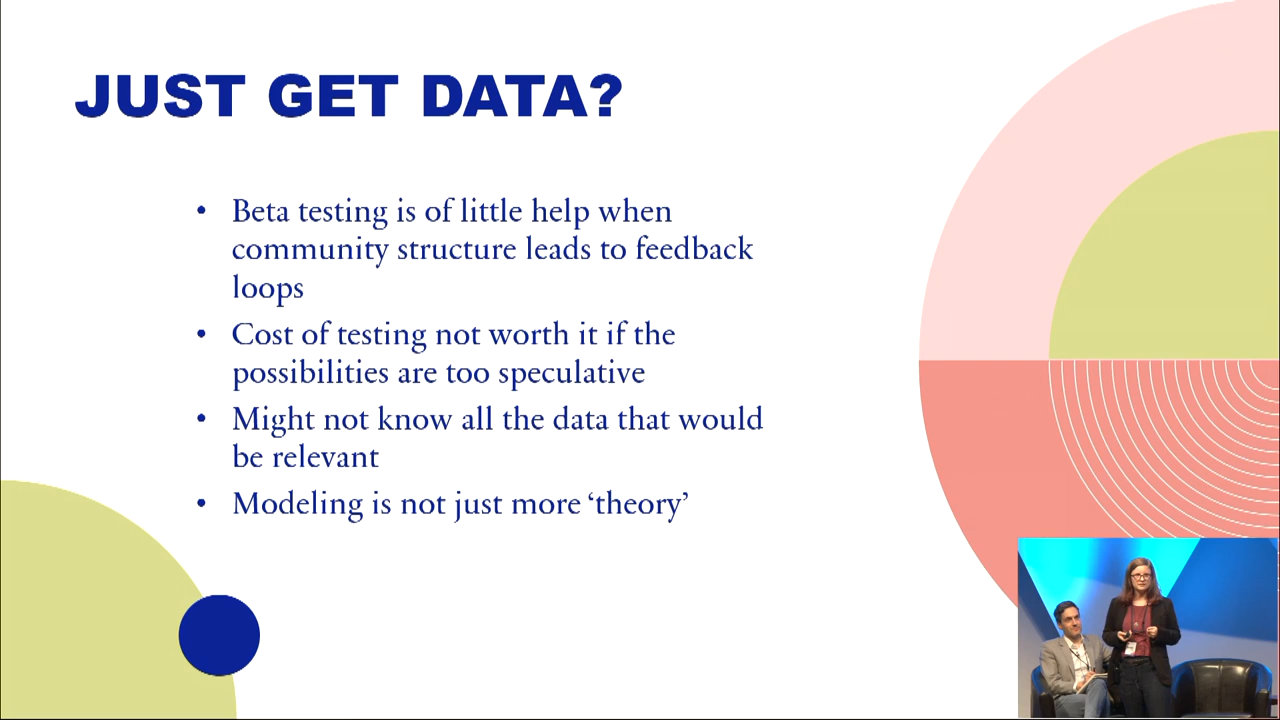 JUST GET DATA?
• Beta testing is of little help when
community structure leads to feedback
loops
• Cost of testing not worth it if the
possibilities are too speculative
• Might not know all the data that would
be relevant
• Modeling is not just more ‘theory’